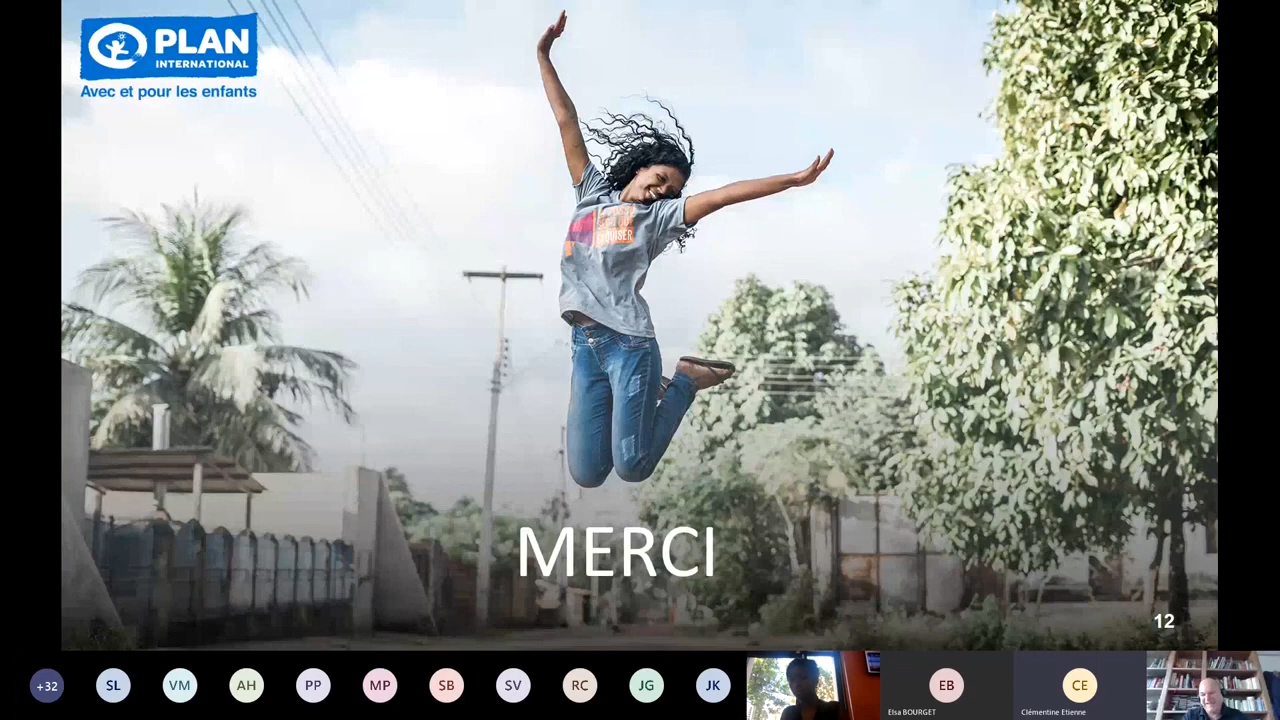 PLAN
INTERNATIONAL
Avec et pour les enfants
MERCI
12
+32
SL
VM
AH
PP
MP
SB
SV
RC
JG
JK
EB
CE
Elsa BOURGET
Clémentine Etienne